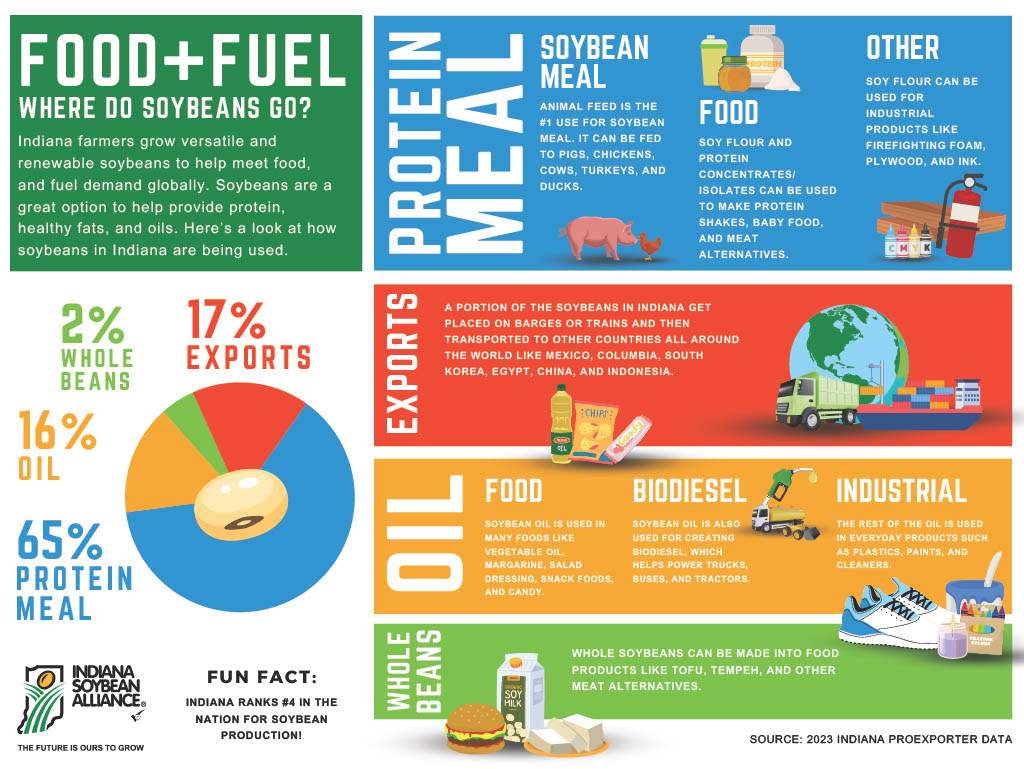 FOOD+FUEL
WHERE DO SOYBEANS GO?
Indiana farmers grow versatile and
renewable soybeans to help meet food,
and fuel demand globally. Soybeans are a
great option to help provide protein,
healthy fats, and oils. Here's a look at how
soybeans in Indiana are being used.
2%
WHOLE
BEANS
17%
EXPORTS
16%
OIL
65%
PROTEIN
MEAL
INDIANA
SOYBEAN
ALLIANCE®
THE FUTURE IS OURS TO GROW
FUN FACT:
INDIANA RANKS #4 IN THE
NATION FOR SOYBEAN
PRODUCTION!
PROTEIN
MEAL
SOYBEAN
MEAL
ANIMAL FEED IS THE
#1 USE FOR SOYBEAN
MEAL. IT CAN BE FED
TO PIGS, CHICKENS,
COWS, TURKEYS, AND
DUCKS.
PROTEIN
FOOD
SOY FLOUR AND
PROTEIN
CONCENTRATES/
ISOLATES CAN BE USED
TO MAKE PROTEIN
SHAKES, BABY FOOD,
AND MEAT
ALTERNATIVES.
OTHER
SOY FLOUR CAN BE
USED FOR
INDUSTRIAL
PRODUCTS LIKE
FIREFIGHTING FOAM,
PLYWOOD, AND INK.
C M Y K
EXPORTS
A PORTION OF THE SOYBEANS IN INDIANA GET
PLACED ON BARGES OR TRAINS AND THEN
TRANSPORTED TO OTHER COUNTRIES ALL AROUND
THE WORLD LIKE MEXICO, COLUMBIA, SOUTH
KOREA, EGYPT, CHINA, AND INDONESIA.
CHIPS
OIL
OIL
FOOD
SOYBEAN OIL IS USED IN
MANY FOODS LIKE
VEGETABLE OIL,
MARGARINE, SALAD
DRESSING, SNACK FOODS,
AND CANDY.
BIODIESEL
SOYBEAN OIL IS ALSO
USED FOR CREATING
BIODIESEL, WHICH
HELPS POWER TRUCKS,
BUSES, AND TRACTORS.
INDUSTRIAL
THE REST OF THE OIL IS USED
IN EVERYDAY PRODUCTS SUCH
AS PLASTICS, PAINTS, AND
CLEANERS.
WHOLE
BEANS
WHOLE SOYBEANS CAN BE MADE INTO FOOD
PRODUCTS LIKE TOFU, TEMPEH, AND OTHER
MEAT ALTERNATIVES.
ORGANIC
SOY
MILK
SOURCE: 2023 INDIANA PROEXPORTER DATA